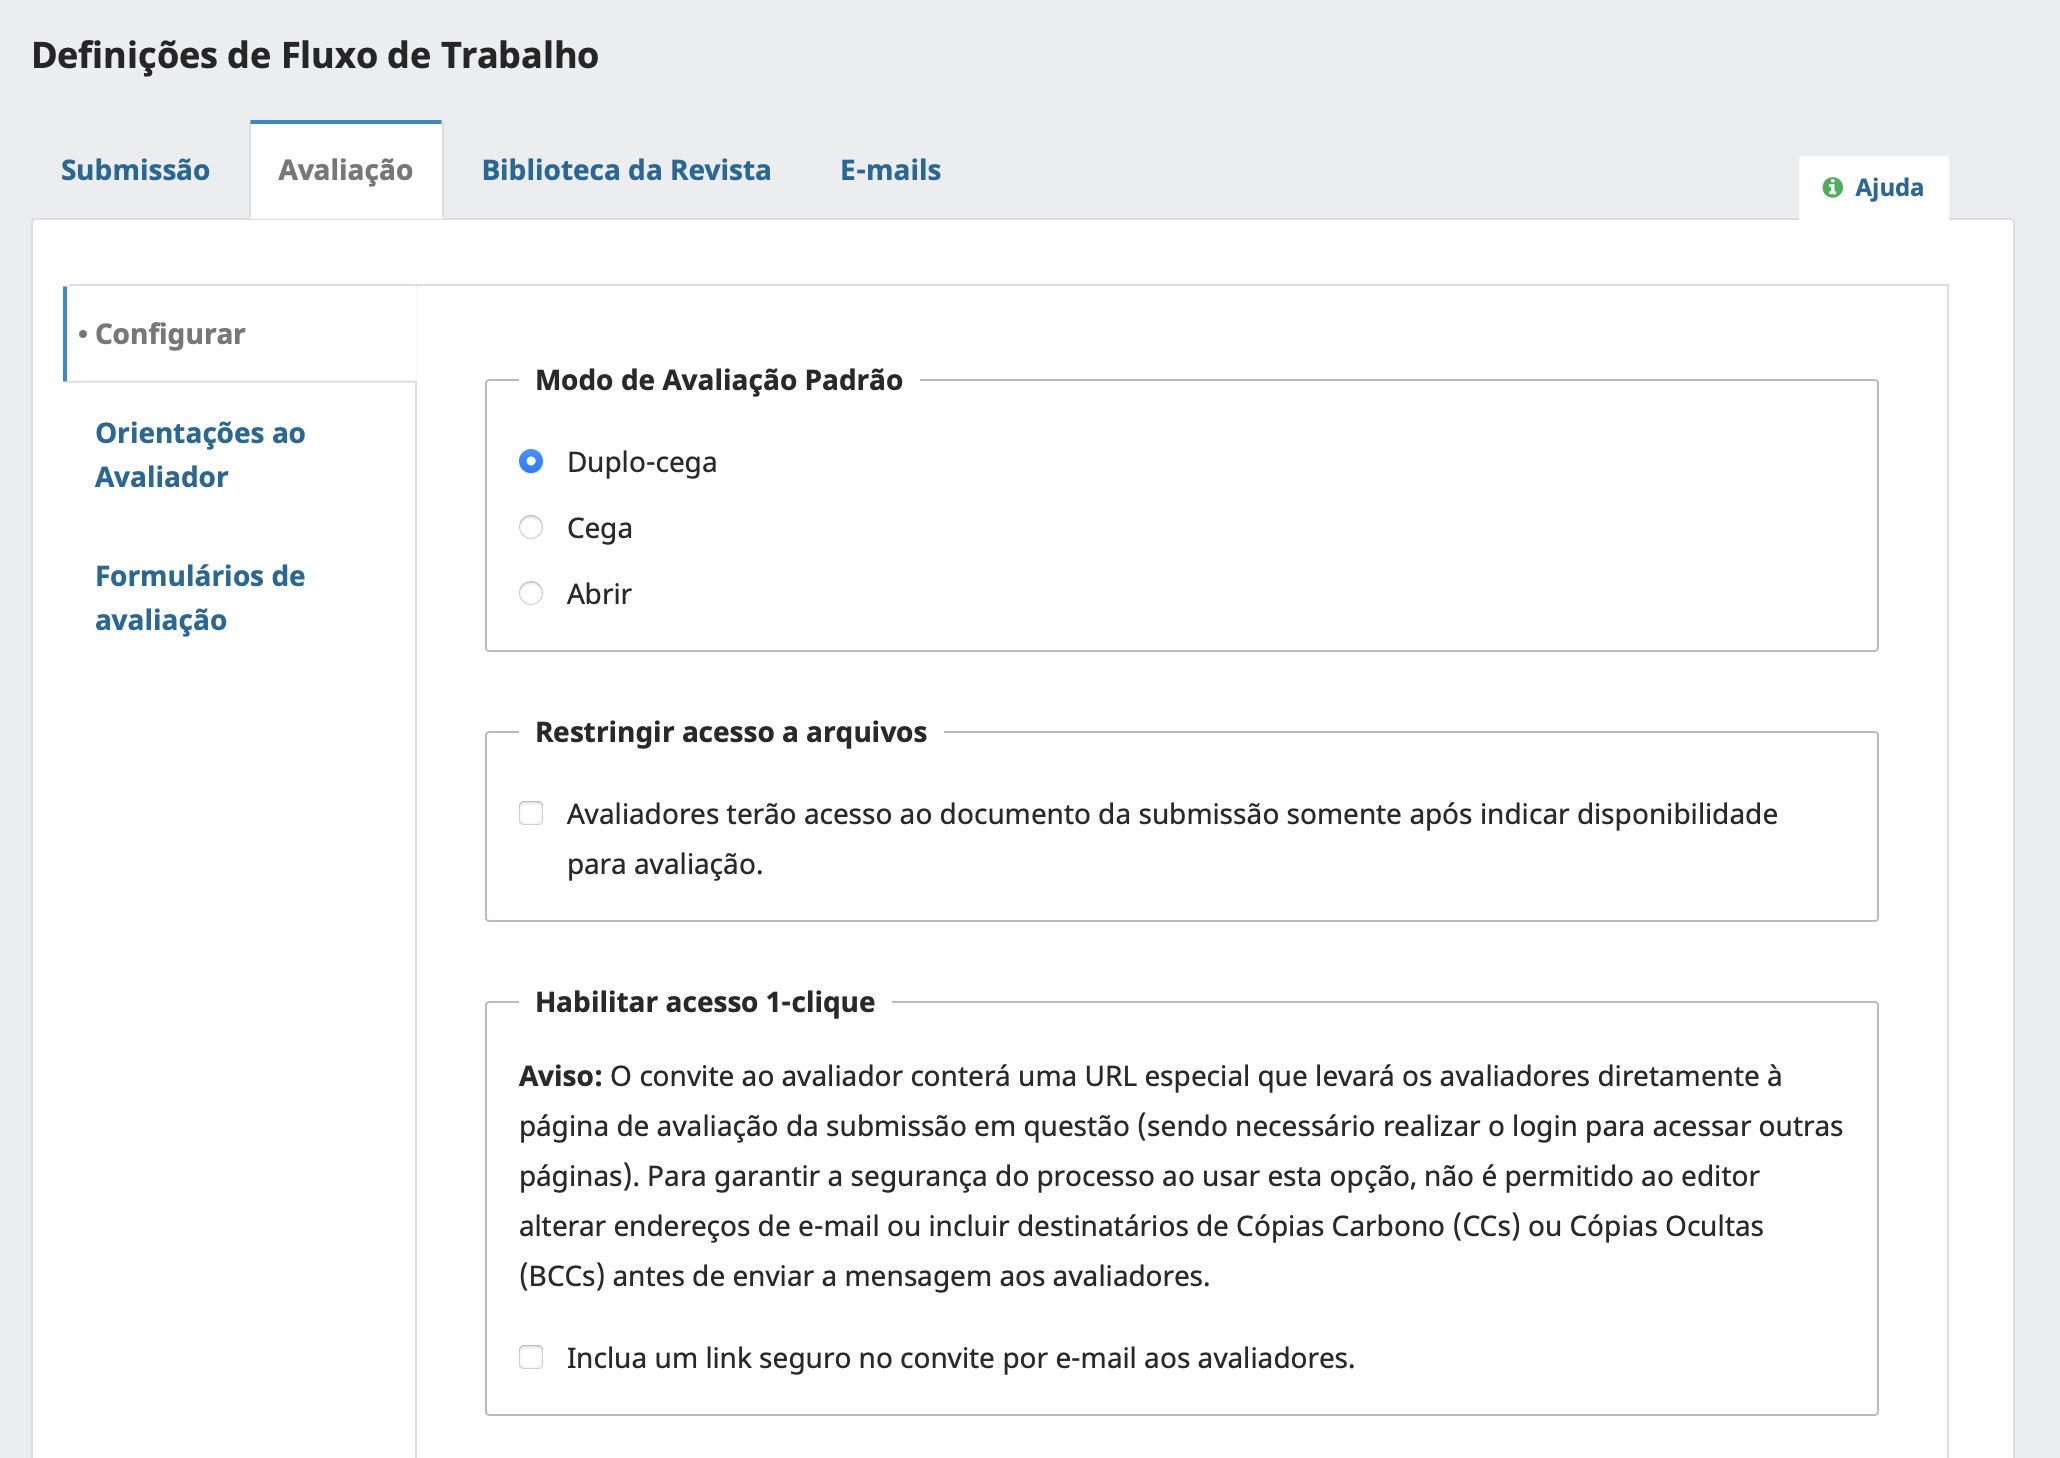 Definições de Fluxo de Trabalho
Submissão
Avaliação
Biblioteca da Revista
E-mails
Ajuda
• Configurar
Orientações ao
Avaliador
Formulários de
avaliação
Modo de Avaliação Padrão
Duplo-cega
Cega
Abrir
Restringir acesso a arquivos
Avaliadores terão acesso ao documento da submissão somente após indicar disponibilidade
para avaliação.
Habilitar acesso 1-clique
Aviso: O convite ao avaliador conterá uma URL especial que levará os avaliadores diretamente à
página de avaliação da submissão em questão (sendo necessário realizar o login para acessar outras
páginas). Para garantir a segurança do processo ao usar esta opção, não é permitido ao editor
alterar endereços de e-mail ou incluir destinatários de Cópias Carbono (CCs) ou Cópias Ocultas
(BCCs) antes de enviar a mensagem aos avaliadores.
Inclua um link seguro no convite por e-mail aos avaliadores.